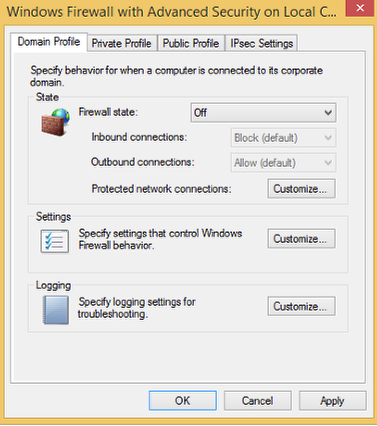 Windows Firewall with Advanced Security on Local C...
Domain Profile Private Profile Public Profile IPsec Settings
Specify behavior for when a computer is connected to its corporate
domain.
State
Firewall state: Off
Inbound connections: Block (default)
Outbound connections: Allow (default)
Protected network connections: Customize...
Settings
Specify settings that control Windows
Firewall behavior.
Customize...
Logging
Specify logging settings for
troubleshooting.
Customize...
OK Cancel Apply